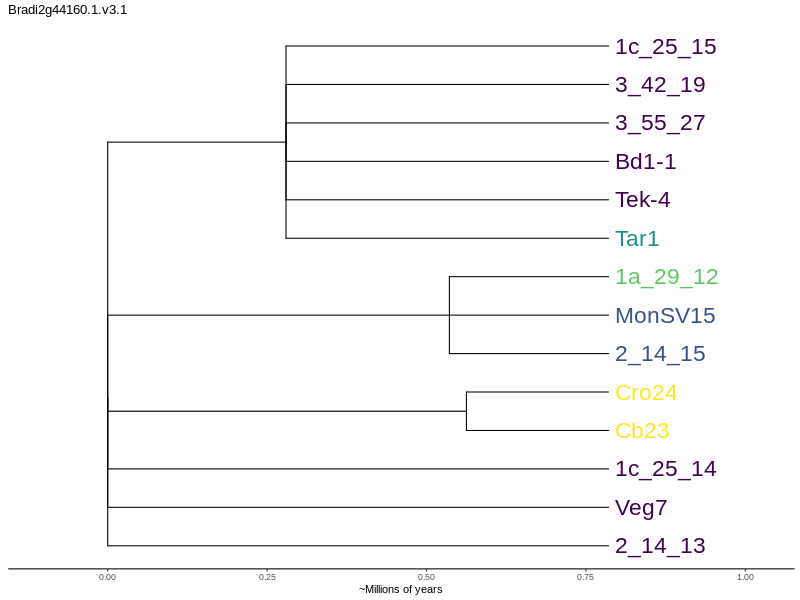 Bradi2g44160.1.v3.1
1c_25_15
3_42_19
3_55_27
Bd1-1
Tek-4
Tar1
1a_29_12
MonSV15
2_14_15
Cro24
Cb23
1c_25_14
Veg7
2_14_13
0.00 0.25 0.50 0.75 1.00
~Millions of years